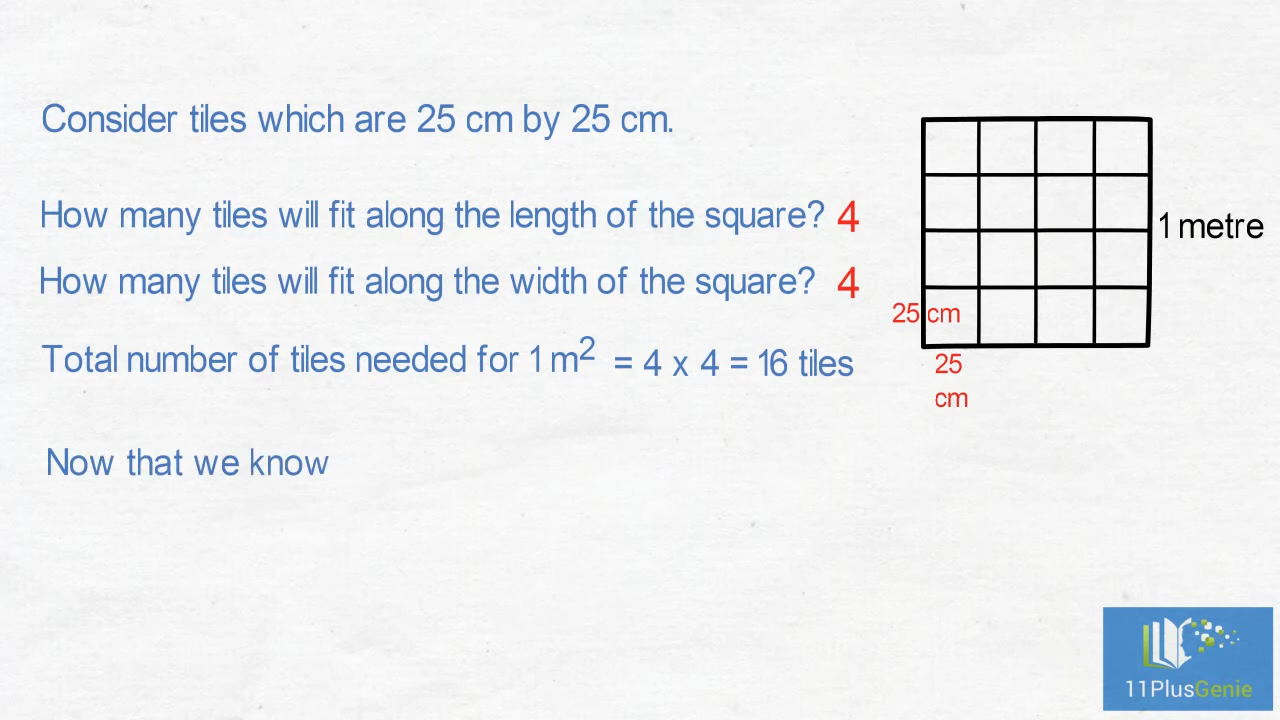 Consider tiles which are 25 cm by 25 cm.
How many tiles will fit along the length of the square? 4
How many tiles will fit along the width of the square? 4
Total number of tiles needed for 1 m² = 4 x 4 = 16 tiles
Now that we know
1 metre
25 cm
25
cm
11PlusGenie